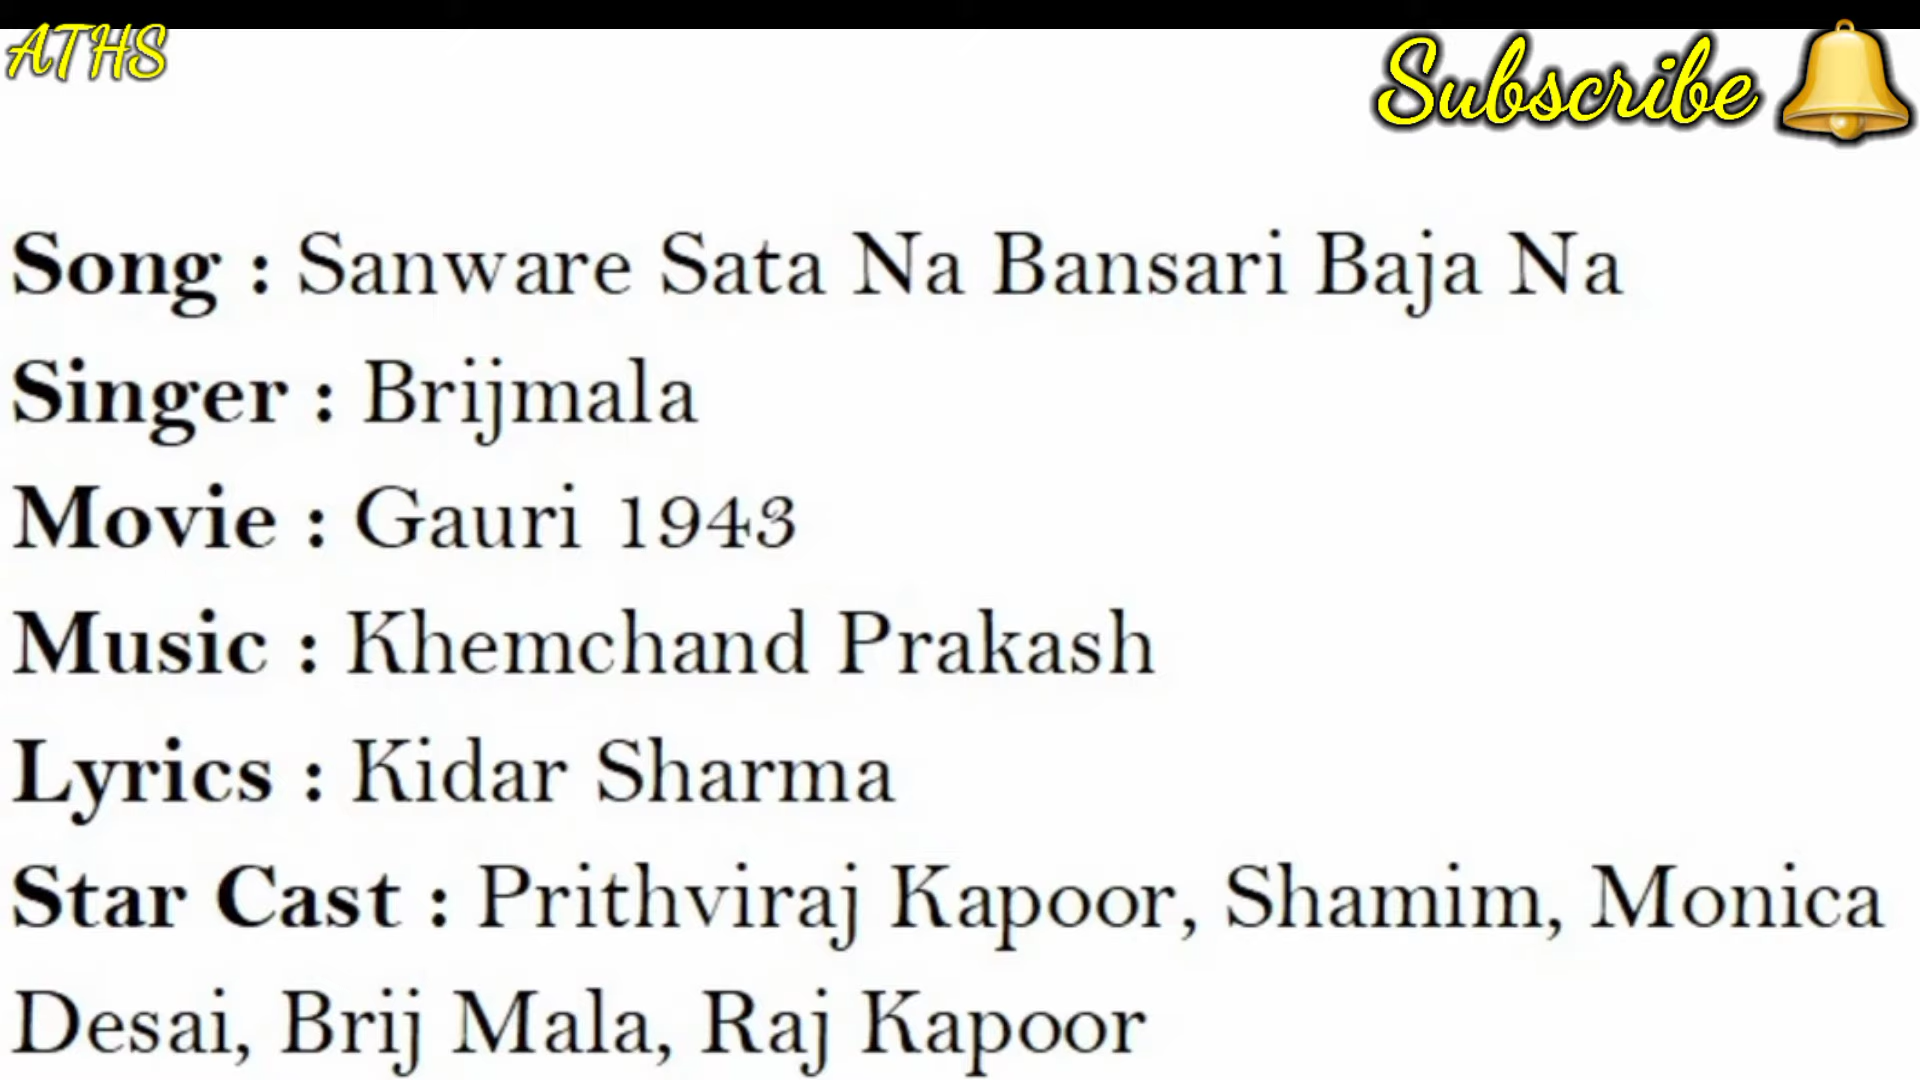 ATHS
Subscribe
Song : Sanware Sata Na Bansari Baja Na
Singer : Brijmala
Movie : Gauri 1943
Music : Khemchand Prakash
Lyrics : Kidar Sharma
Star Cast : Prithviraj Kapoor, Shamim, Monica
Desai, Brij Mala, Raj Kapoor